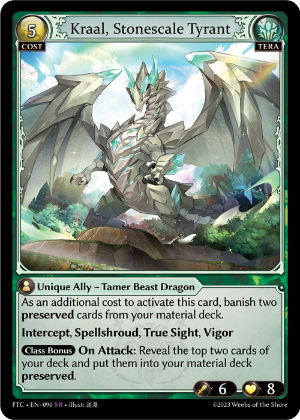 5
COST
Kraal, Stonescale Tyrant
TERA
Unique Ally – Tamer Beast Dragon
As an additional cost to activate this card, banish two
preserved cards from your material deck.
Intercept, Spellshroud, True Sight, Vigor
Class Bonus On Attack: Reveal the top two cards
of your deck and put them into your material deck
preserved.
6
8
FTC · EN–090 SR · illust:
©2023 Weebs of the Shore